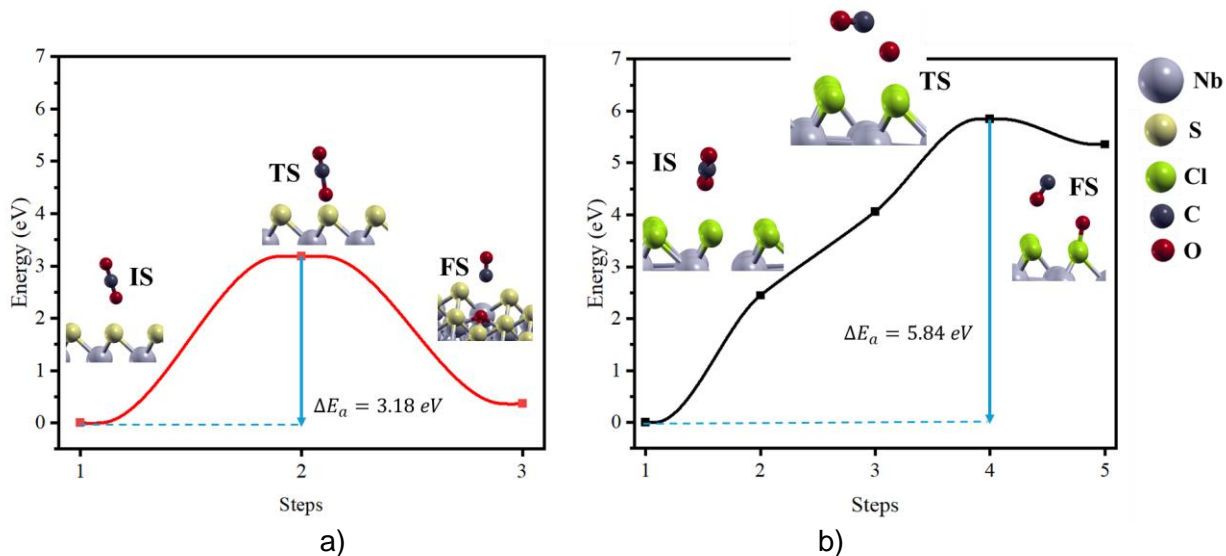 7
6
5
4
3
2
1
0
Energy (eV)
IS
TS
FS
ΔE_a = 3.18 eV
1
2
3
Steps
a)
7
6
5
4
3
2
1
0
Energy (eV)
IS
TS
FS
ΔE_a = 5.84 eV
1
2
3
4
5
Steps
b)
Nb
S
Cl
C
O